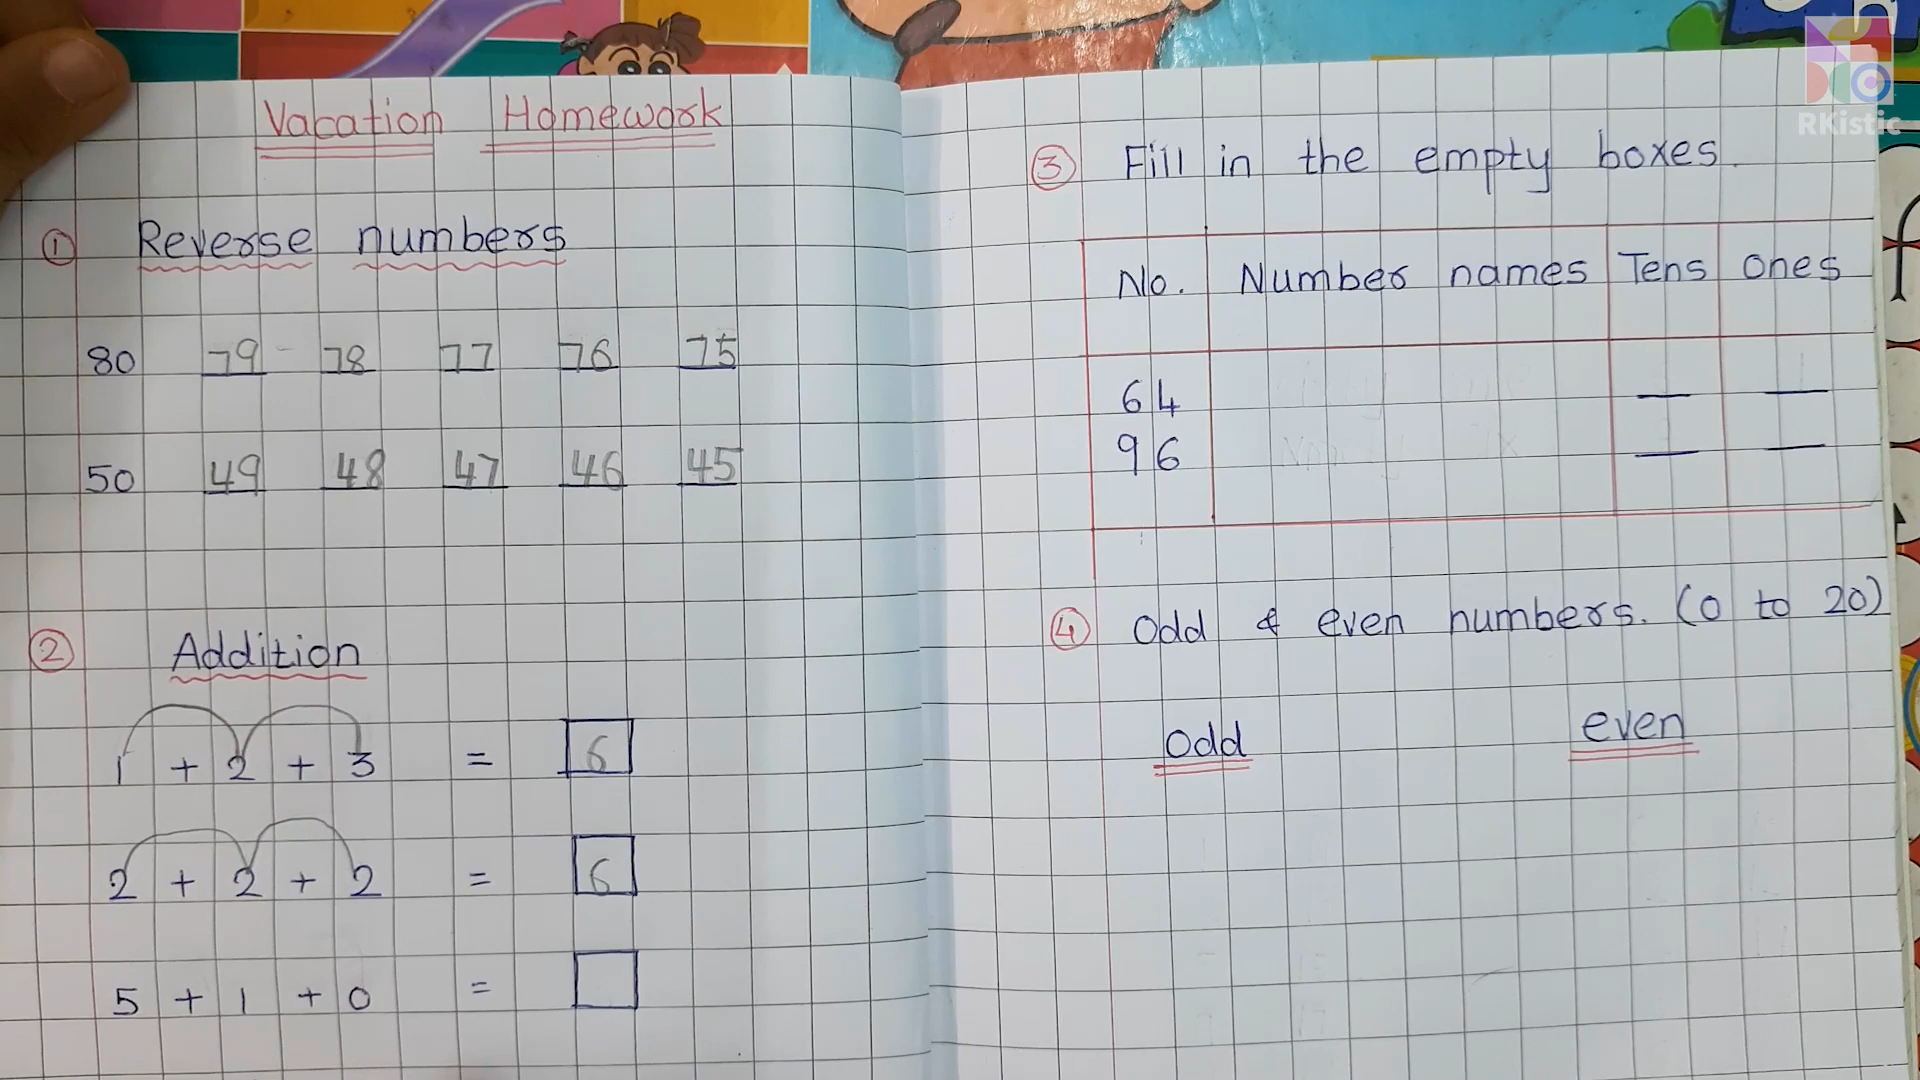 Vacation Homework
① Reverse numbers
80 79 78 77 76 75
50 49 48 47 46 45
② Addition
1 + 2 + 3 = 6
2 + 2 + 2 = 6
5 + 1 + 0 =
③ Fill in the empty boxes.
No. Number names Tens ones
64
96
④ Odd & even numbers. (0 to 20)
odd even
RKistic